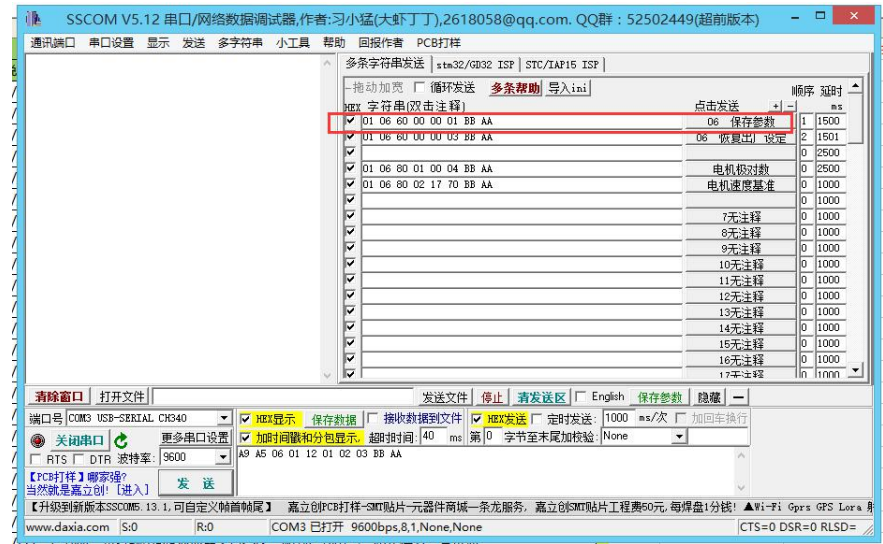 SSCOM V5.12 串口/网络数据调试器,作者:习小猛(大虾丁丁),2618058@qq.com. QQ群：52502449(超前版本)
通讯端口 串口设置 显示 发送 多字符串 小工具 帮助 回报作者 PCB打样
多条字符串发送 stm32/GD32 ISP STC/IAP15 ISP
拖动加宽 循环发送 多条帮助 导入ini 顺序 延时
HEX 字符串(双击注释) 点击发送 + - ms
01 06 60 00 00 01 BB AA 06 保存参数 1 1500
01 06 60 00 00 03 BB AA 06 恢复出厂设定 2 1501
0 2500
01 06 80 01 00 04 BB AA 电机极对数 0 2500
01 06 80 02 17 70 BB AA 电机速度基准 0 1000
0 1000
7无注释 0 1000
8无注释 0 1000
9无注释 0 1000
10无注释 0 1000
11无注释 0 1000
12无注释 0 1000
13无注释 0 1000
14无注释 0 1000
15无注释 0 1000
16无注释 0 1000
17无注释 0 1000
清除窗口 打开文件 发送文件 停止 清发送区 English 保存参数 隐藏 —
端口号 COM3 USB-SERIAL CH340 HEX显示 保存数据 接收数据到文件 HEX发送 定时发送: 1000 ms/次 加回车换行
关闭串口 更多串口设置 加时间戳和分包显示, 超时时间: 40 ms 第 0 字节至末尾加校验: None
RTS DTR 波特率: 9600 A9 A5 06 01 12 01 02 03 BB AA
【PCB打样】哪家强?
当然就是嘉立创! [进入] 发 送
【升级到新版本SSCOM5.13.1,可自定义帧首帧尾】 嘉立创PCB打样-SMT贴片-元器件商城一条龙服务, 嘉立创SMT贴片工程费50元,每焊盘1分钱! ▲Wi-Fi Gprs GPS Lora
www.daxia.com S:0 R:0 COM3 已打开 9600bps,8,1,None,None CTS=0 DSR=0 RLSD=